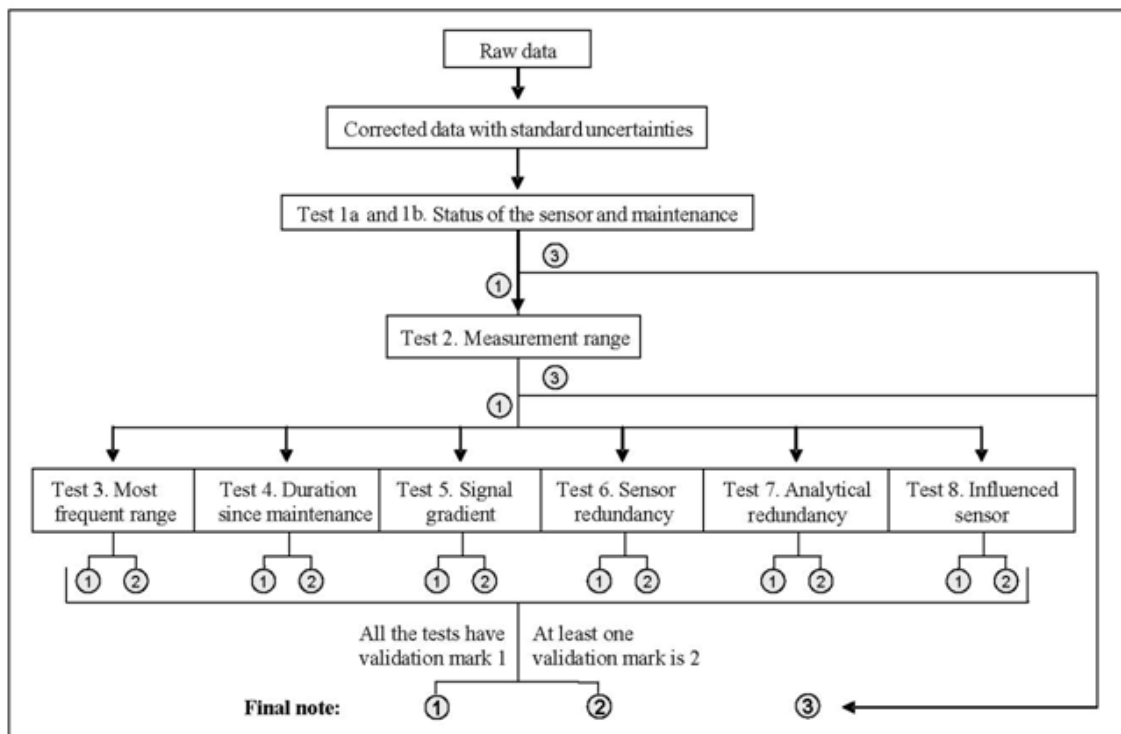 Raw data
Corrected data with standard uncertainties
Test 1a and 1b. Status of the sensor and maintenance
3
1
Test 2. Measurement range
3
1
Test 3. Most
frequent range
Test 4. Duration
since maintenance
Test 5. Signal
gradient
Test 6. Sensor
redundancy
Test 7. Analytical
redundancy
Test 8. Influenced
sensor
1 2 1 2 1 2 1 2 1 2 1 2
All the tests have
validation mark 1
At least one
validation mark is 2
Final note: 1 2 3